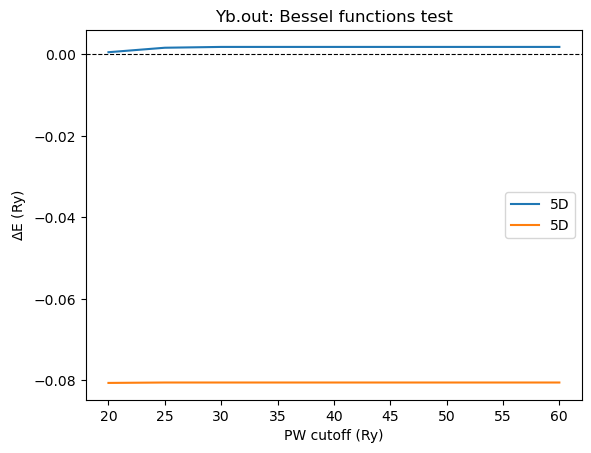 Yb.out: Bessel functions test
ΔE (Ry)
0.00
−0.02
−0.04
−0.06
−0.08
5D
5D
20 25 30 35 40 45 50 55 60
PW cutoff (Ry)